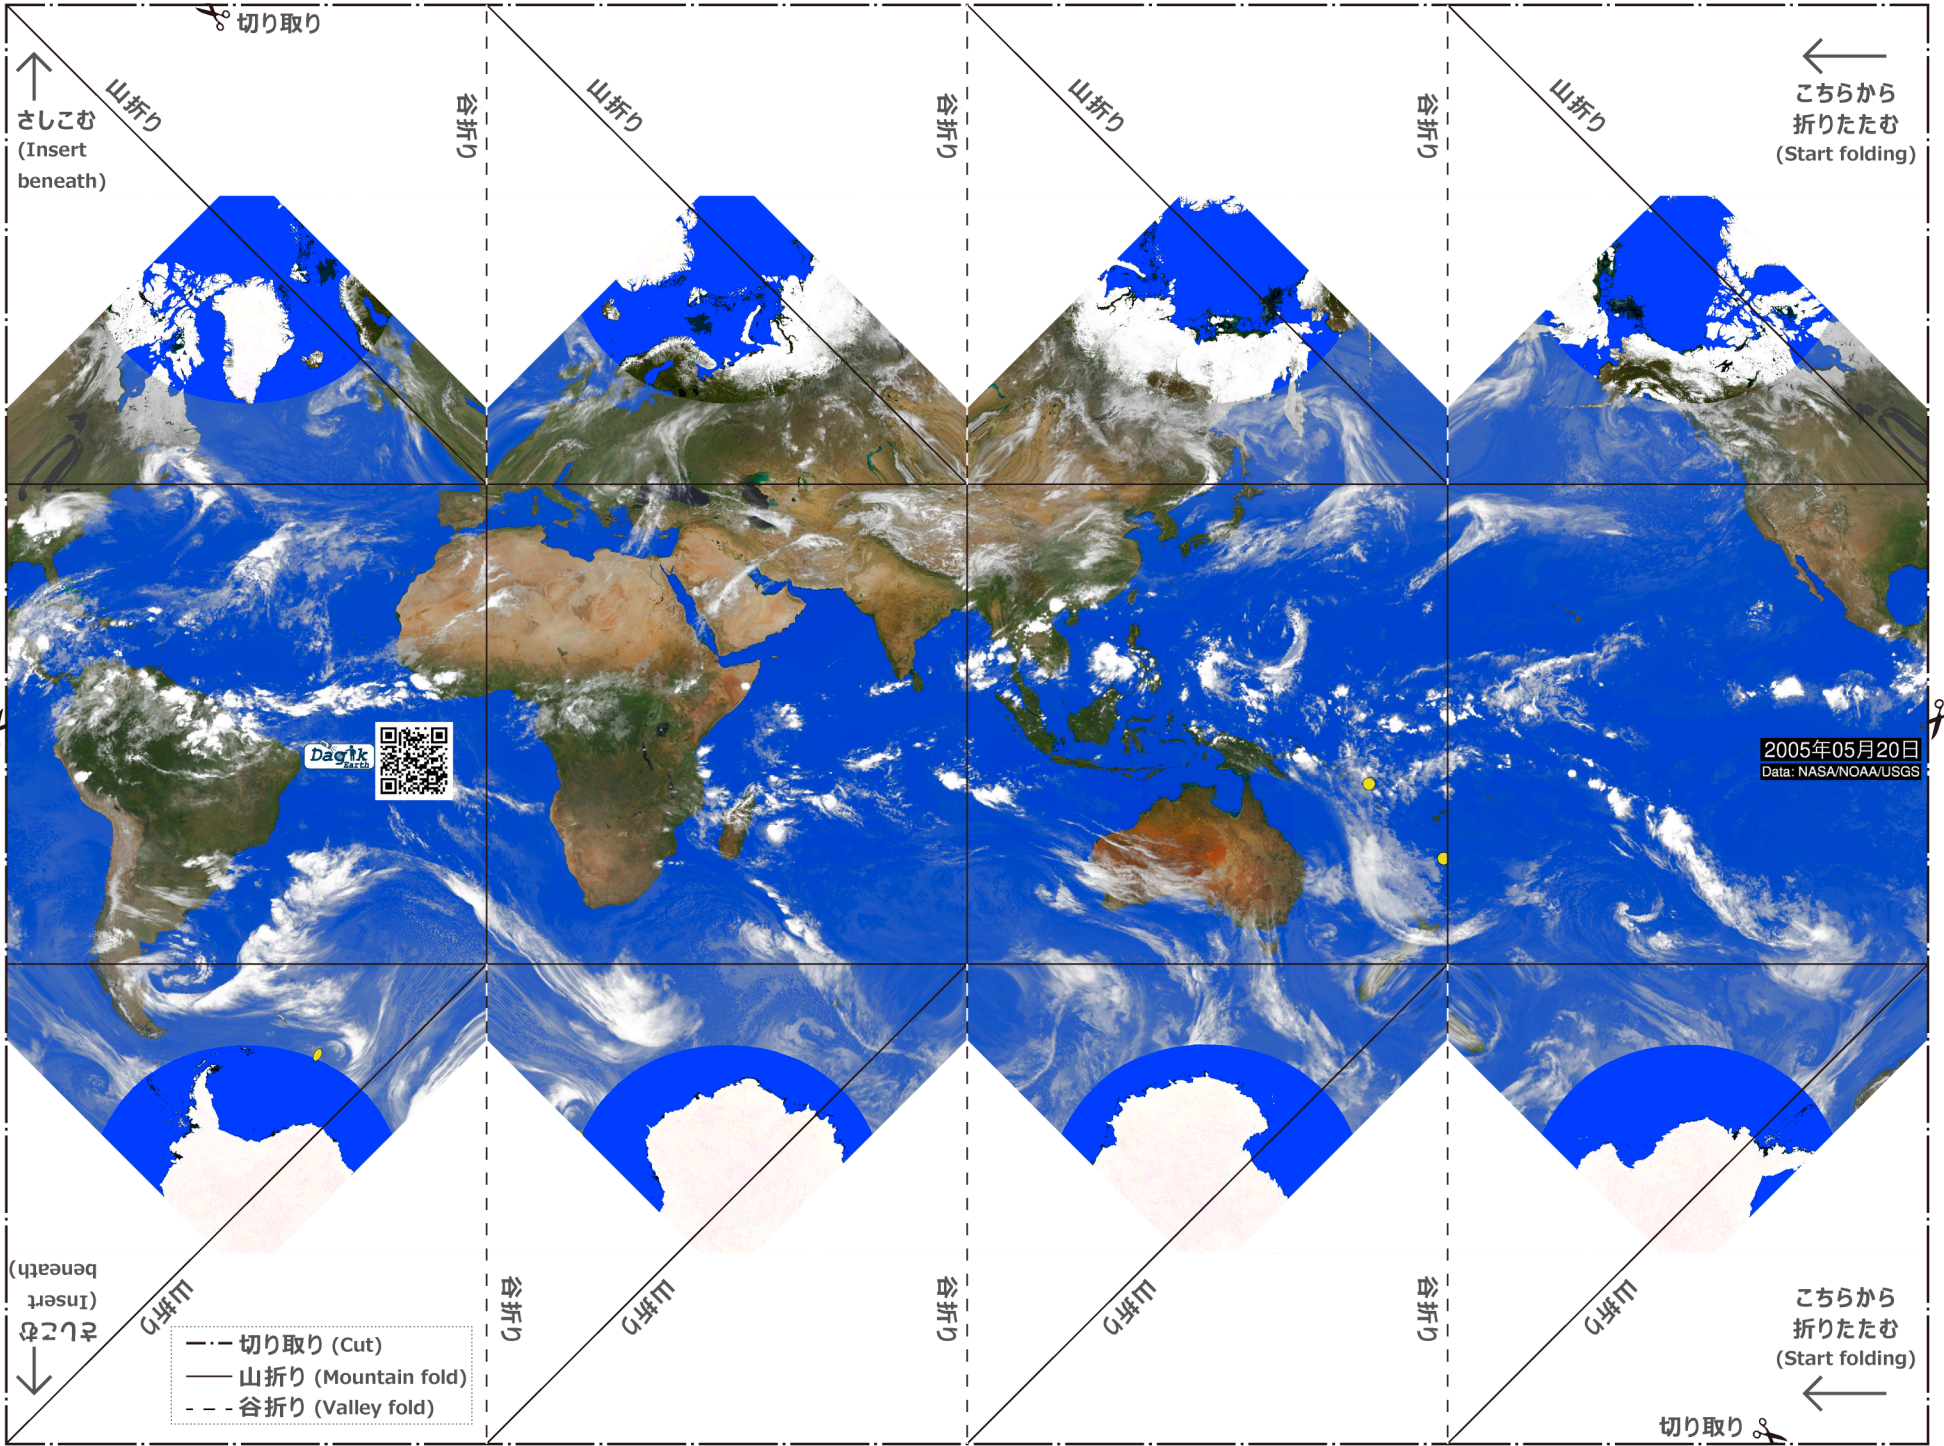 切り取り
山折り
谷折り
山折り
谷折り
山折り
谷折り
山折り
さしこむ
(Insert
beneath)
こちらから
折りたたむ
(Start folding)
Dagik
Earth
2005年05月20日
Data: NASA/NOAA/USGS
さしこむ
(Insert
beneath)
山折り
谷折り
山折り
谷折り
山折り
谷折り
山折り
こちらから
折りたたむ
(Start folding)
切り取り (Cut)
山折り (Mountain fold)
谷折り (Valley fold)
切り取り